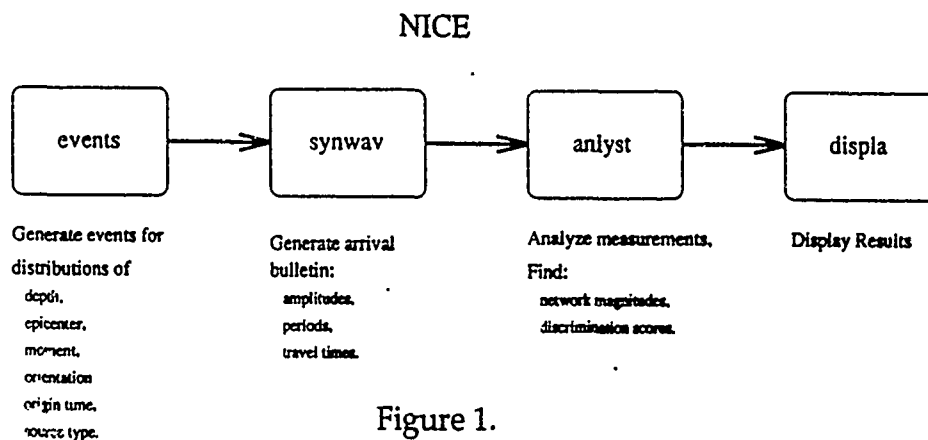 NICE
events
synwav
anlyst
displa
Generate events for
distributions of
depth,
epicenter,
moment,
orientation
origin time,
source type.
Generate arrival
bulletin:
amplitudes,
periods,
travel times.
Analyze measurements,
Find:
network magnitudes,
discrimination scores.
Display Results
Figure 1.